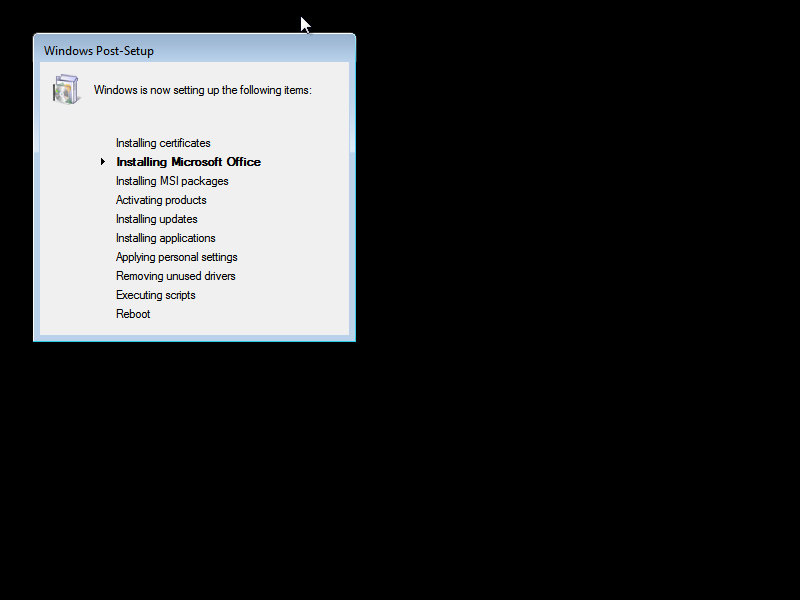 Windows Post-Setup
Windows is now setting up the following items:
Installing certificates
Installing Microsoft Office
Installing MSI packages
Activating products
Installing updates
Installing applications
Applying personal settings
Removing unused drivers
Executing scripts
Reboot